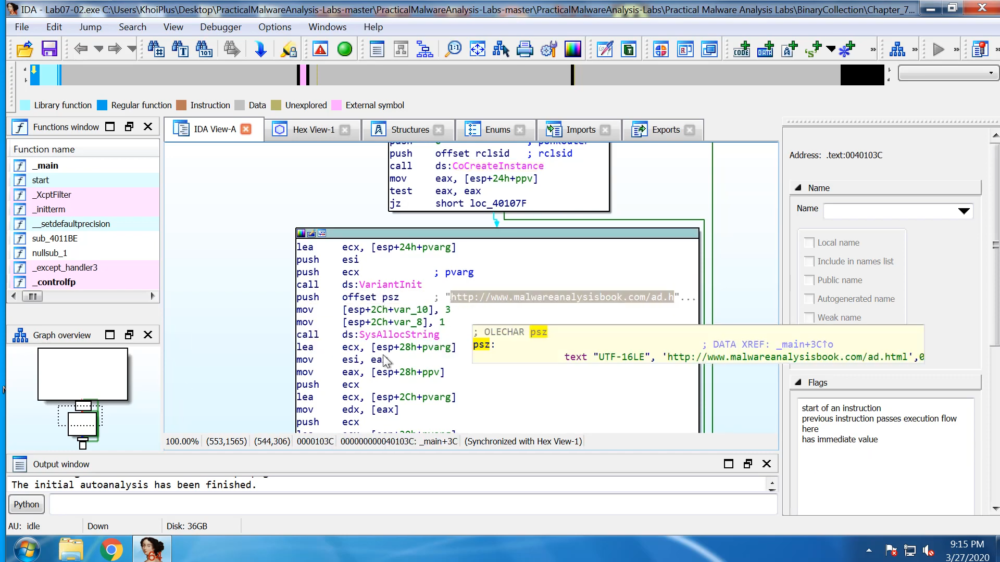 IDA - Lab07-02.exe C:\Users\KhoiPlus\Desktop\PracticalMalwareAnalysis-Labs-master\PracticalMalwareAnalysis-Labs-master\PracticalMalwareAnalysis-Labs\Practical Malware Analysis Labs\BinaryCollection\Chapter_7...
File Edit Jump Search View Debugger Options Windows Help
Library function Regular function Instruction Data Unexplored External symbol
Functions window
IDA View-A Hex View-1 Structures Enums Imports Exports
Function name
_main
start
_XcptFilter
_initterm
__setdefaultprecision
sub_4011BE
nullsub_1
_except_handler3
_controlfp
Graph overview
push offset rclsid ; rclsid
call ds:CoCreateInstance
mov eax, [esp+24h+ppv]
test eax, eax
jz short loc_40107F
lea ecx, [esp+24h+pvarg]
push esi
push ecx ; pvarg
call ds:VariantInit
push offset psz ; "http://www.malwareanalysisbook.com/ad.h"...
mov [esp+2Ch+var_10], 3
mov [esp+2Ch+var_8], 1
call ds:SysAllocString
lea ecx, [esp+28h+pvarg]
mov esi, ea
mov eax, [esp+28h+ppv]
push ecx
lea ecx, [esp+2Ch+pvarg]
mov edx, [eax]
push ecx
; OLECHAR psz
psz: ; DATA XREF: _main+3C↑o
text "UTF-16LE", 'http://www.malwareanalysisbook.com/ad.html',0
100.00% (553,1565) (544,306) 0000103C 000000000040103C: _main+3C (Synchronized with Hex View-1)
Address: .text:0040103C
Name
Name
Local name
Include in names list
Public name
Autogenerated name
Weak name
Flags
start of an instruction
previous instruction passes execution flow
here
has immediate value
Output window
The initial autoanalysis has been finished.
Python
AU: idle Down Disk: 36GB
64
9:15 PM
3/27/2020